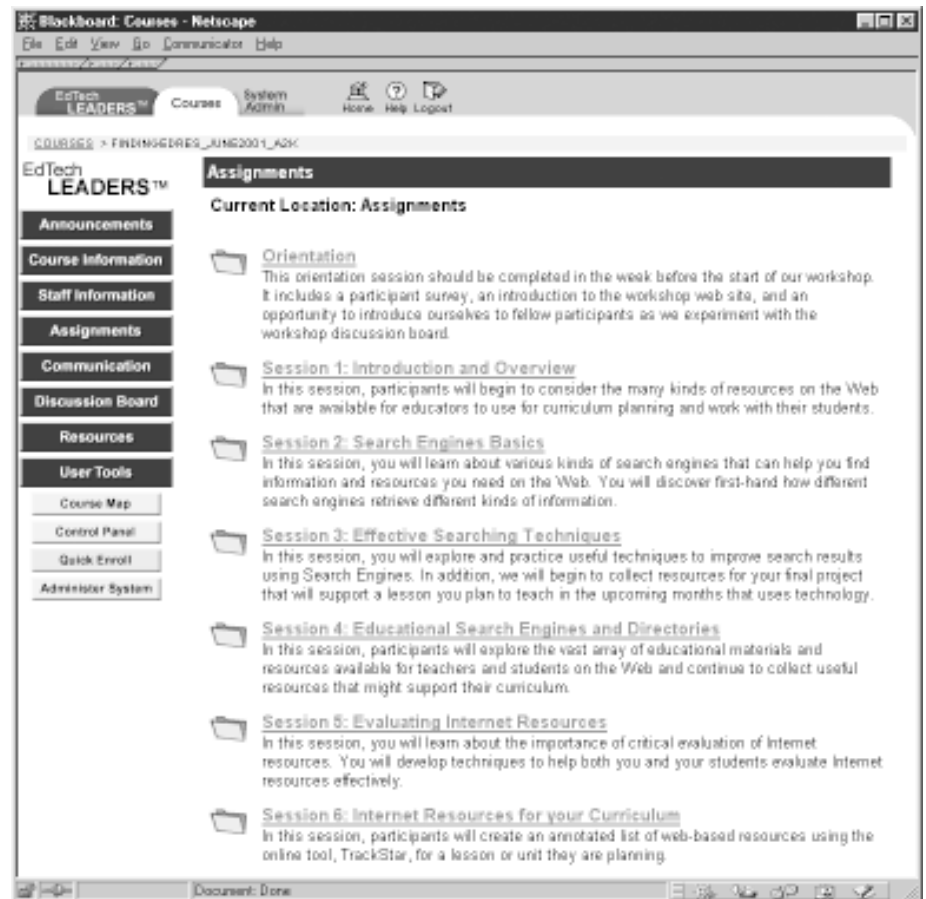 Blackboard: Courses - Netscape
File Edit View Go Communicator Help
EdTech
LEADERS™
Courses
System
Admin
Home Help Logout
COURSES > FINDINGEDRES_JUNE2001_A2K
EdTech
LEADERS™
Announcements
Course Information
Staff Information
Assignments
Communication
Discussion Board
Resources
User Tools
Course Map
Control Panel
Quick Enroll
Administer System
Assignments
Current Location: Assignments
Orientation
This orientation session should be completed in the week before the start of our workshop.
It includes a participant survey, an introduction to the workshop web site, and an
opportunity to introduce ourselves to fellow participants as we experiment with the
workshop discussion board.
Session 1: Introduction and Overview
In this session, participants will begin to consider the many kinds of resources on the Web
that are available for educators to use for curriculum planning and work with their students.
Session 2: Search Engines Basics
In this session, you will learn about various kinds of search engines that can help you find
information and resources you need on the Web. You will discover first-hand how different
search engines retrieve different kinds of information.
Session 3: Effective Searching Techniques
In this session, you will explore and practice useful techniques to improve search results
using Search Engines. In addition, we will begin to collect resources for your final project
that will support a lesson you plan to teach in the upcoming months that uses technology.
Session 4: Educational Search Engines and Directories
In this session, participants will explore the vast array of educational materials and
resources available for teachers and students on the Web and continue to collect useful
resources that might support their curriculum.
Session 5: Evaluating Internet Resources
In this session, you will learn about the importance of critical evaluation of Internet
resources. You will develop techniques to help both you and your students evaluate Internet
resources effectively.
Session 6: Internet Resources for your Curriculum
In this session, participants will create an annotated list of web-based resources using the
online tool, TrackStar, for a lesson or unit they are planning.
Document: Done